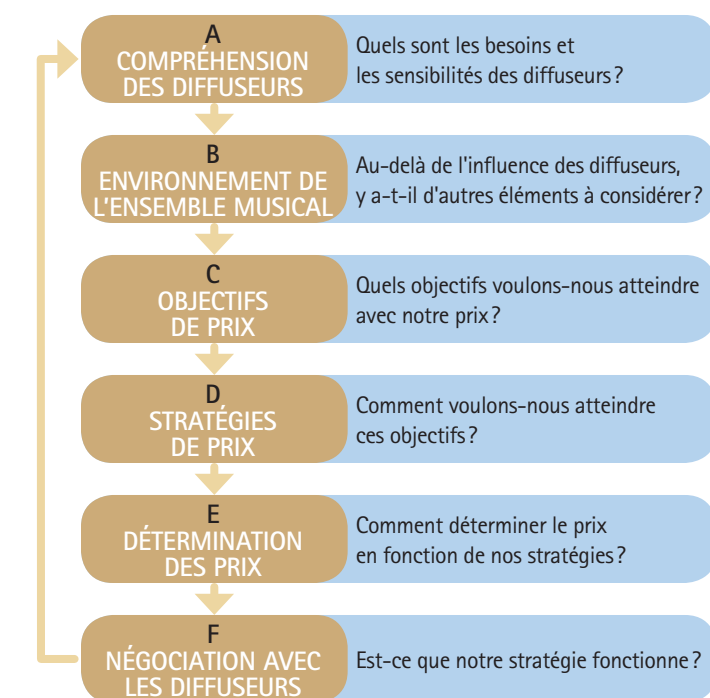 A
COMPRÉHENSION
DES DIFFUSEURS
Quels sont les besoins et
les sensibilités des diffuseurs ?
B
ENVIRONNEMENT DE
L'ENSEMBLE MUSICAL
Au-delà de l'influence des diffuseurs,
y a-t-il d'autres éléments à considérer ?
C
OBJECTIFS
DE PRIX
Quels objectifs voulons-nous atteindre
avec notre prix ?
D
STRATÉGIES
DE PRIX
Comment voulons-nous atteindre
ces objectifs ?
E
DÉTERMINATION
DES PRIX
Comment déterminer le prix
en fonction de nos stratégies ?
F
NÉGOCIATION AVEC
LES DIFFUSEURS
Est-ce que notre stratégie fonctionne ?